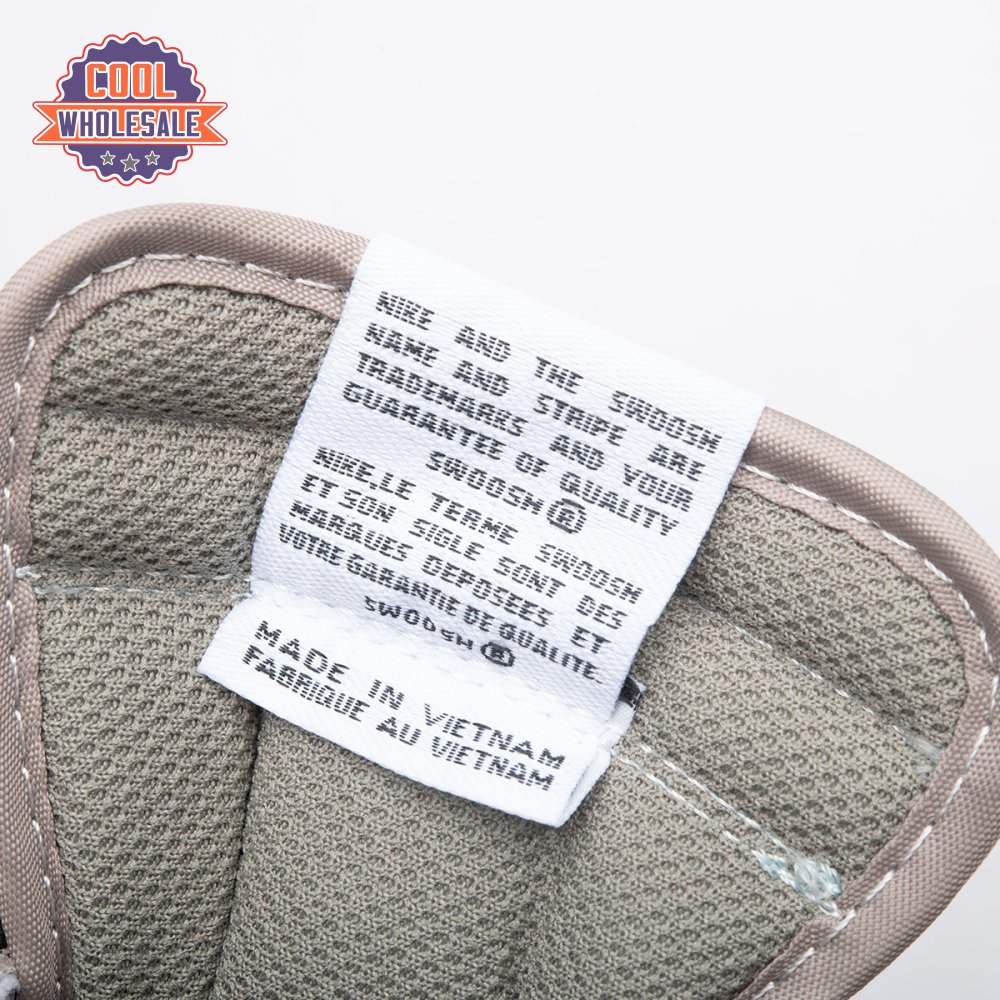 COOL
WHOLESALE
NIKE AND THE SWOOSH
NAME AND STRIPE ARE
TRADEMARKS AND YOUR
GUARANTEE OF QUALITY
SWOOSH ®
NIKE,LE TERME SWOOSH
ET SON SIGLE SONT DES
MARQUES DEPOSEES ET
VOTRE GARANTIE DE QUALITE.
SWOOSH ®
MADE IN VIETNAM
FABRIQUE AU VIETNAM